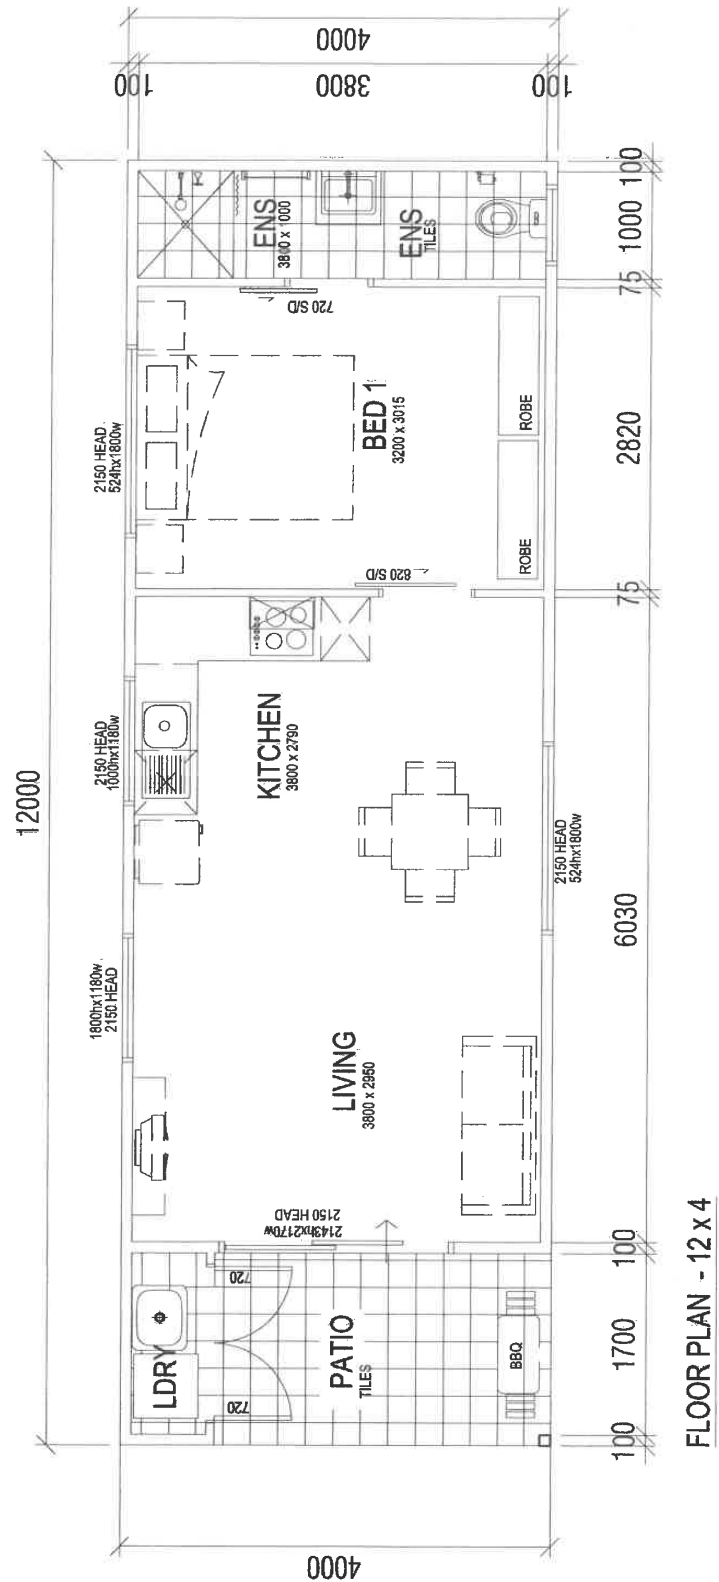 4000
100
3800
100
12000
ENS
3800 x 1000
ENS
TILES
100
1000
75
2820
75
6030
100
1700
100
720 S/D
2150 HEAD
524hx1800w
BED 1
3200 x 3015
ROBE
ROBE
820 S/D
2150 HEAD
1000hx1180w
KITCHEN
3800 x 2790
2150 HEAD
524hx1800w
1800hx1180w
2150 HEAD
LIVING
3800 x 2950
2143hx2170w
2150 HEAD
720
LDRY
720
PATIO
TILES
BBQ
4000
FLOOR PLAN - 12 x 4